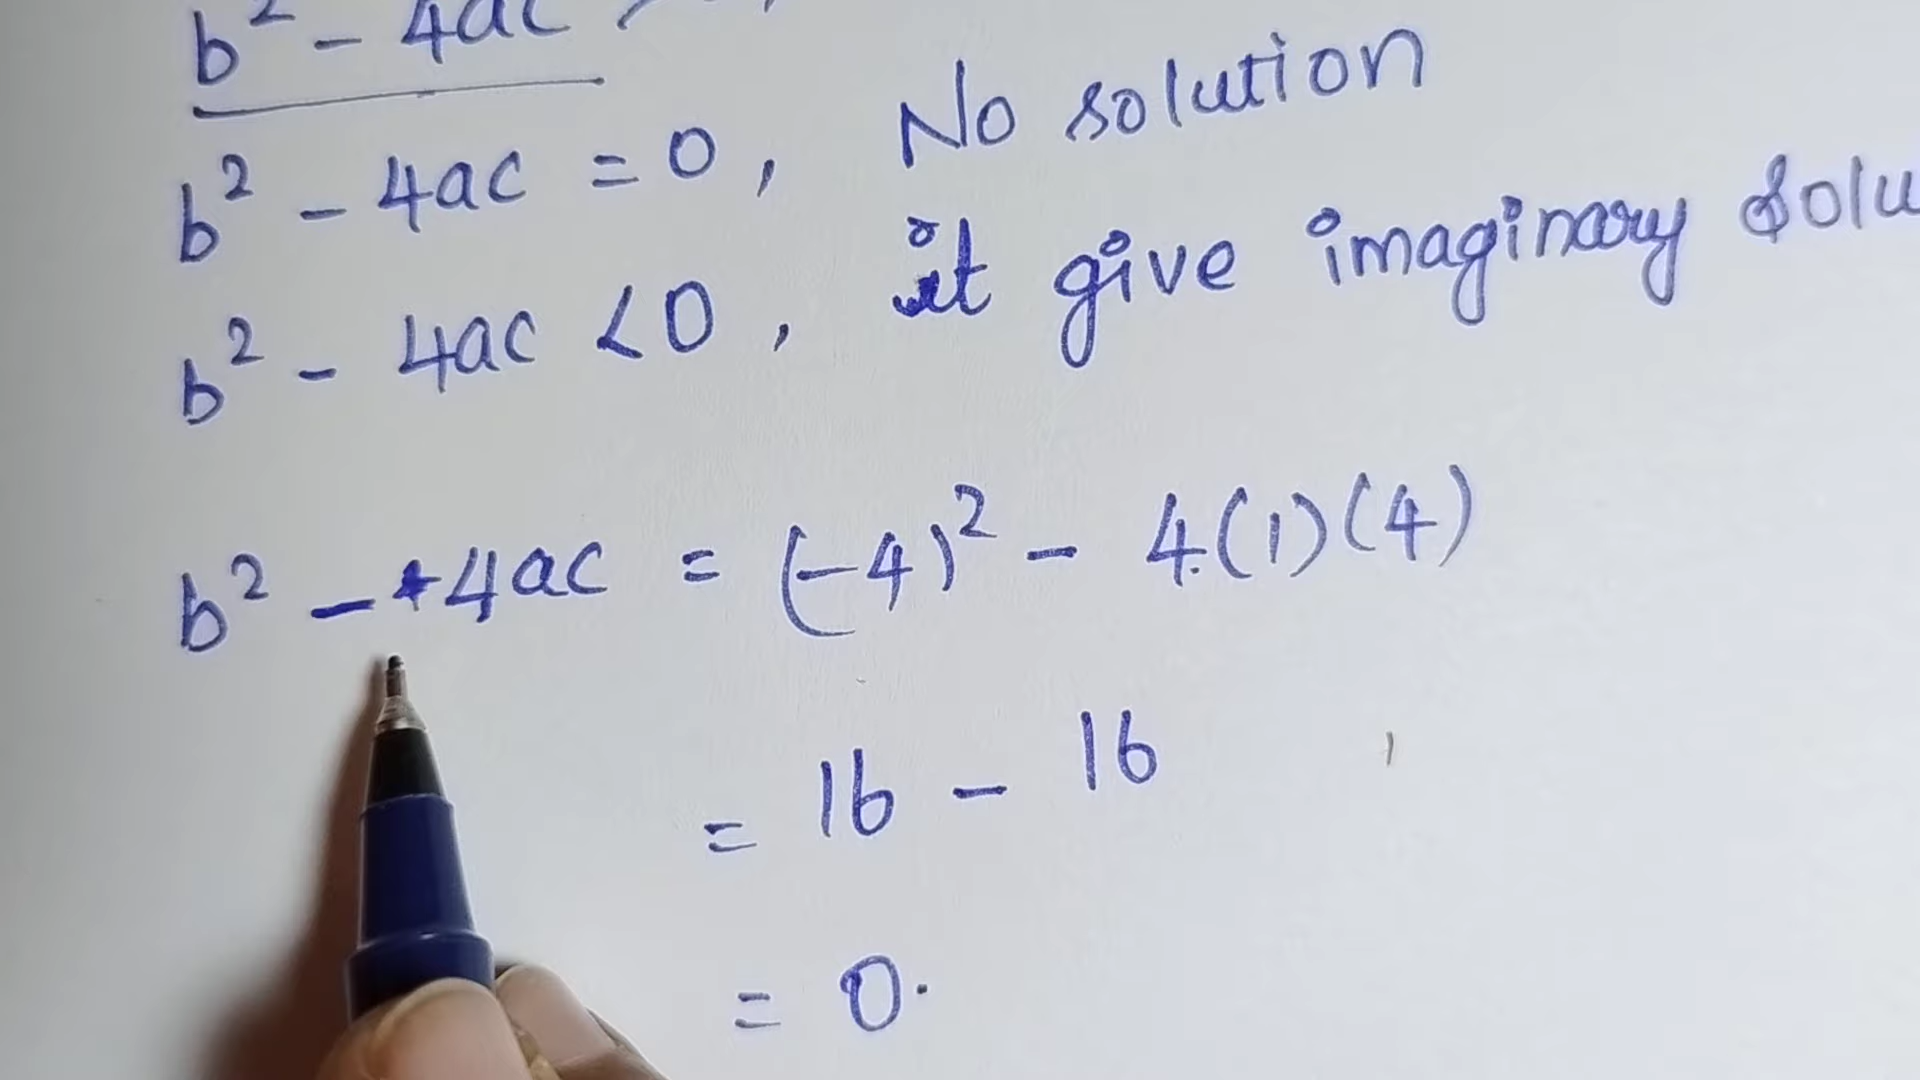 b² - 4ac
b² - 4ac = 0, No solution
b² - 4ac < 0, it give imaginary
b² - 4ac = (-4)² - 4.(1)(4)
= 16 - 16
= 0.